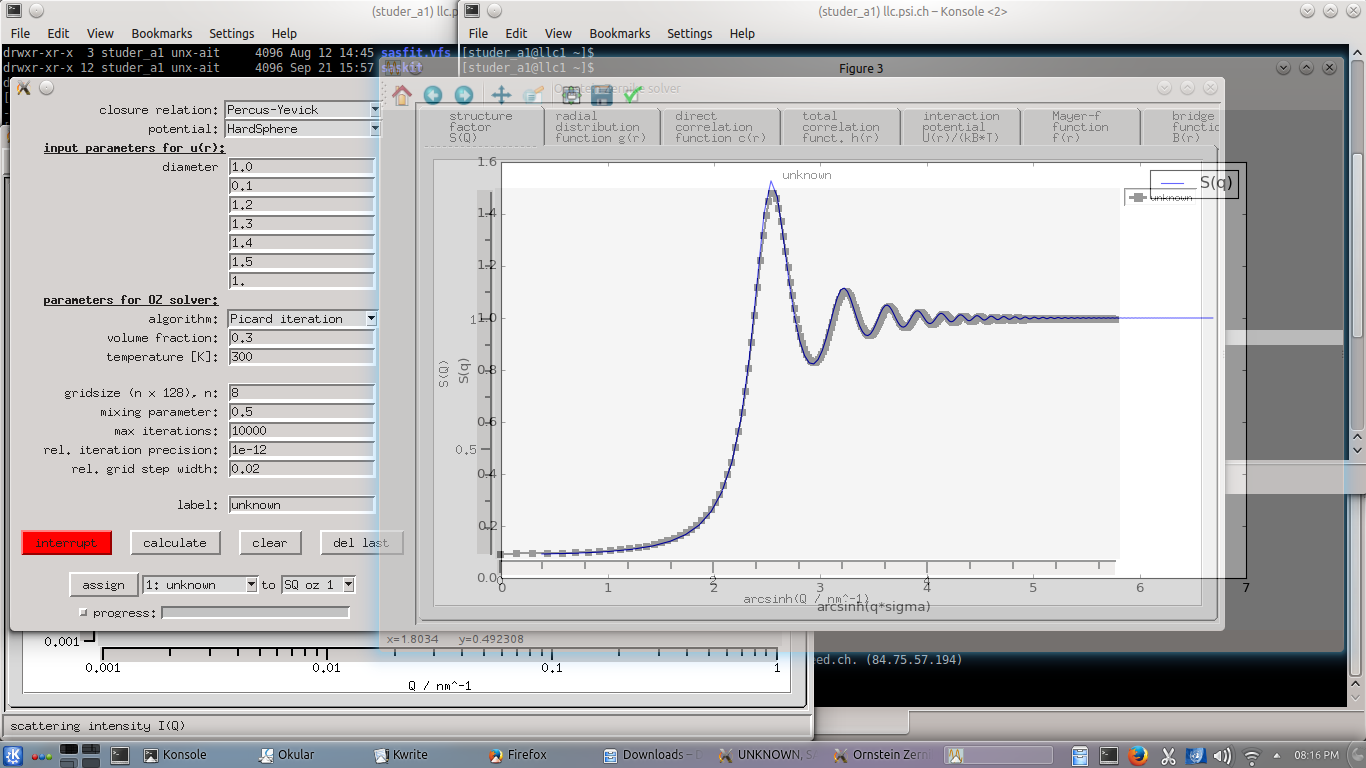 (studer_a1) llc.p
(studer_a1) llc.psi.ch – Konsole <2>
File Edit View Bookmarks Settings Help
File Edit View Bookmarks Settings Help
drwxr-xr-x 3 studer_a1 unx-ait 4096 Aug 12 14:45 sasfit.vfs
drwxr-xr-x 12 studer_a1 unx-ait 4096 Sep 21 15:57 sasfit
[studer_a1@llc1 ~]$
[studer_a1@llc1 ~]$
Figure 3
solver
closure relation: Percus-Yevick
potential: HardSphere
input parameters for u(r):
diameter 1.0
0.1
1.2
1.3
1.4
1.5
1.
parameters for OZ solver:
algorithm: Picard iteration
volume fraction: 0.3
temperature [K]: 300
gridsize (n x 128), n: 8
mixing parameter: 0.5
max iterations: 10000
rel. iteration precision: 1e-12
rel. grid step width: 0.02
label: unknown
interrupt calculate clear del last
assign 1: unknown to SQ oz 1
progress:
structure factor S(Q)
radial distribution function g(r)
direct correlation function c(r)
total correlation funct. h(r)
interaction potential U(r)/(kB*T)
Mayer-f function f(r)
bridge functi B(r)
unknown
S(q)
unknown
1.6
1.4
1.2
1
1.0
0.8
0.6
0.5
0.4
0.2
0.0
S(Q)
S(q)
0 1 2 3 4 5 6 7
arcsinh(Q / nm^-1)
arcsinh(q*sigma)
x=1.8034 y=0.492308
0.001
0.001 0.01 0.1 1
Q / nm^-1
ed.ch. (84.75.57.194)
scattering intensity I(Q)
Konsole Okular Kwrite Firefox Downloads – D UNKNOWN, S Ornstein Zern 08:16 PM